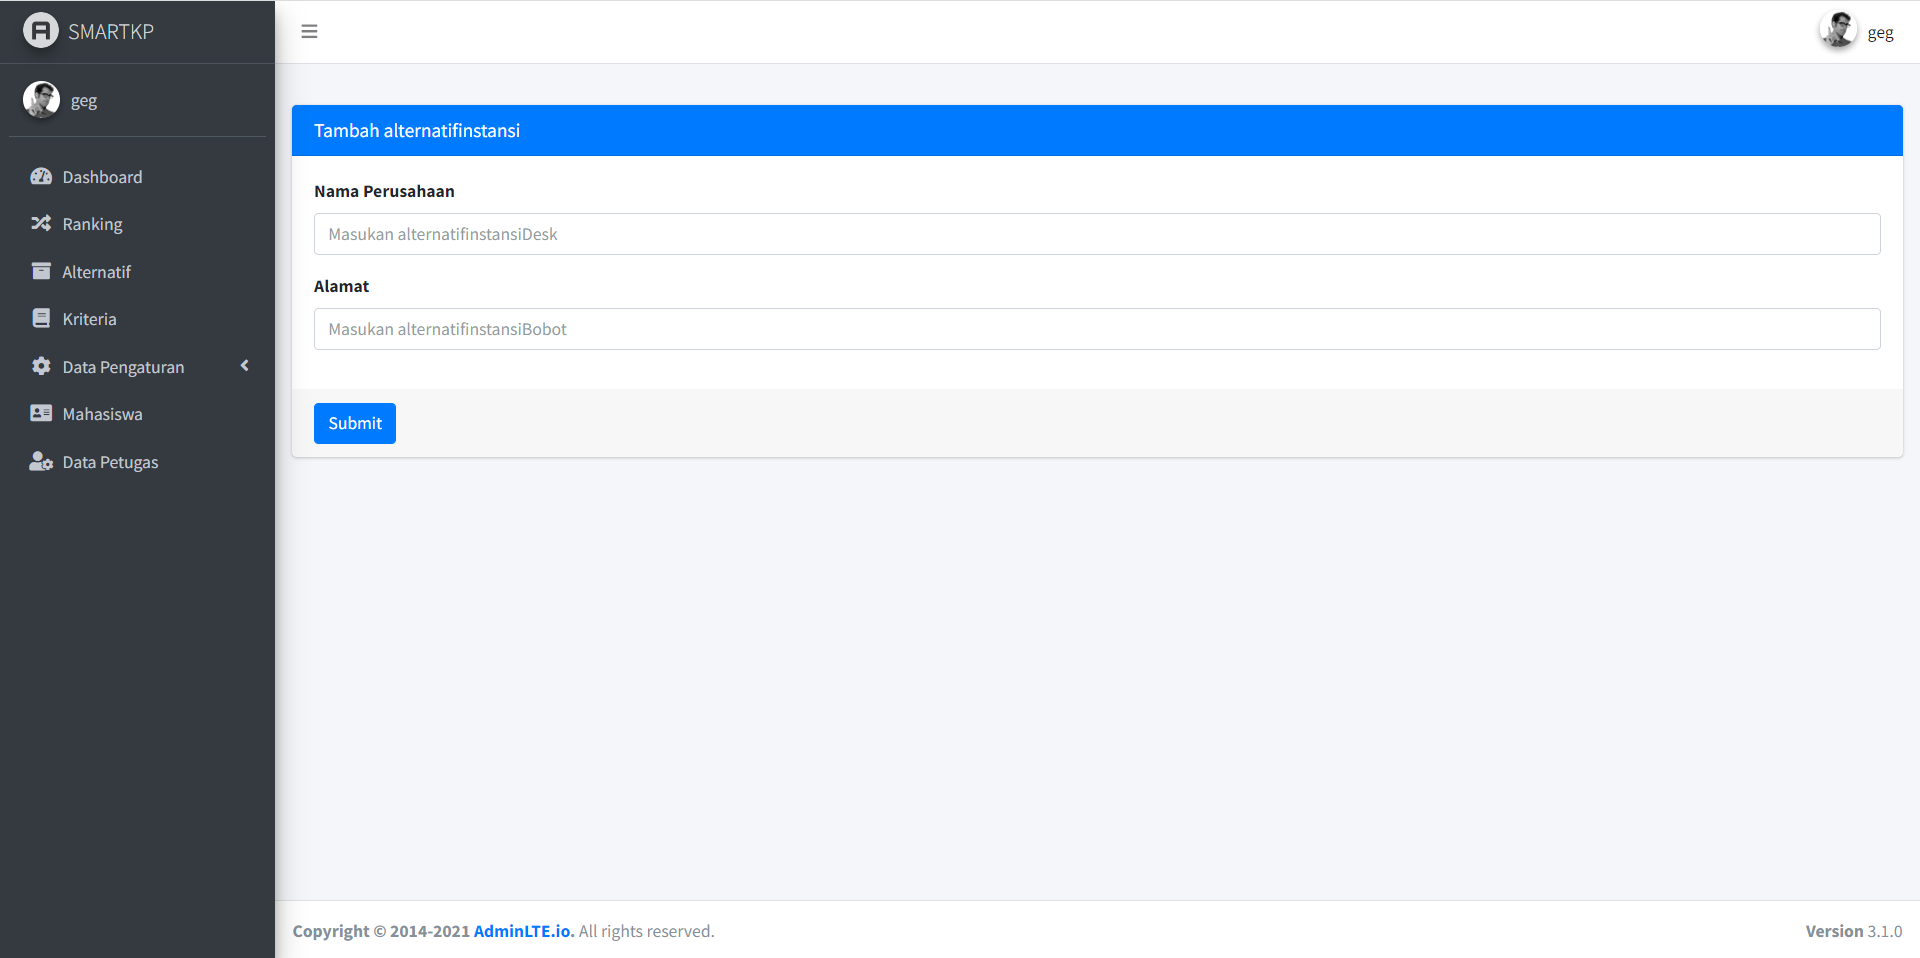 SMARTKP
geg
geg
Dashboard
Ranking
Alternatif
Kriteria
Data Pengaturan
Mahasiswa
Data Petugas
Tambah alternatifinstansi
Nama Perusahaan
Masukan alternatifinstansiDesk
Alamat
Masukan alternatifinstansiBobot
Submit
Copyright © 2014-2021 AdminLTE.io. All rights reserved.
Version 3.1.0